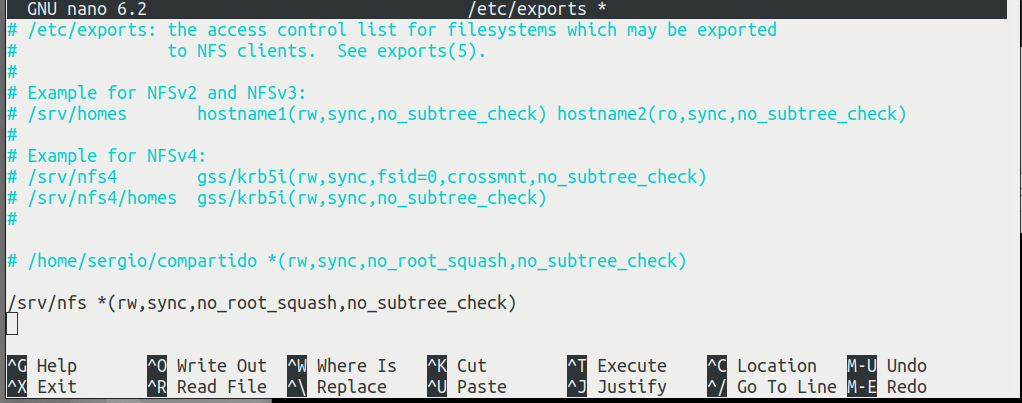 GNU nano 6.2 /etc/exports *
# /etc/exports: the access control list for filesystems which may be exported
# to NFS clients. See exports(5).
#
# Example for NFSv2 and NFSv3:
# /srv/homes hostname1(rw,sync,no_subtree_check) hostname2(ro,sync,no_subtree_check)
#
# Example for NFSv4:
# /srv/nfs4 gss/krb5i(rw,sync,fsid=0,crossmnt,no_subtree_check)
# /srv/nfs4/homes gss/krb5i(rw,sync,no_subtree_check)
#
# /home/sergio/compartido *(rw,sync,no_root_squash,no_subtree_check)
/srv/nfs *(rw,sync,no_root_squash,no_subtree_check)
^G Help ^O Write Out ^W Where Is ^K Cut ^T Execute ^C Location M-U Undo
^X Exit ^R Read File ^\ Replace ^U Paste ^J Justify ^/ Go To Line M-E Redo